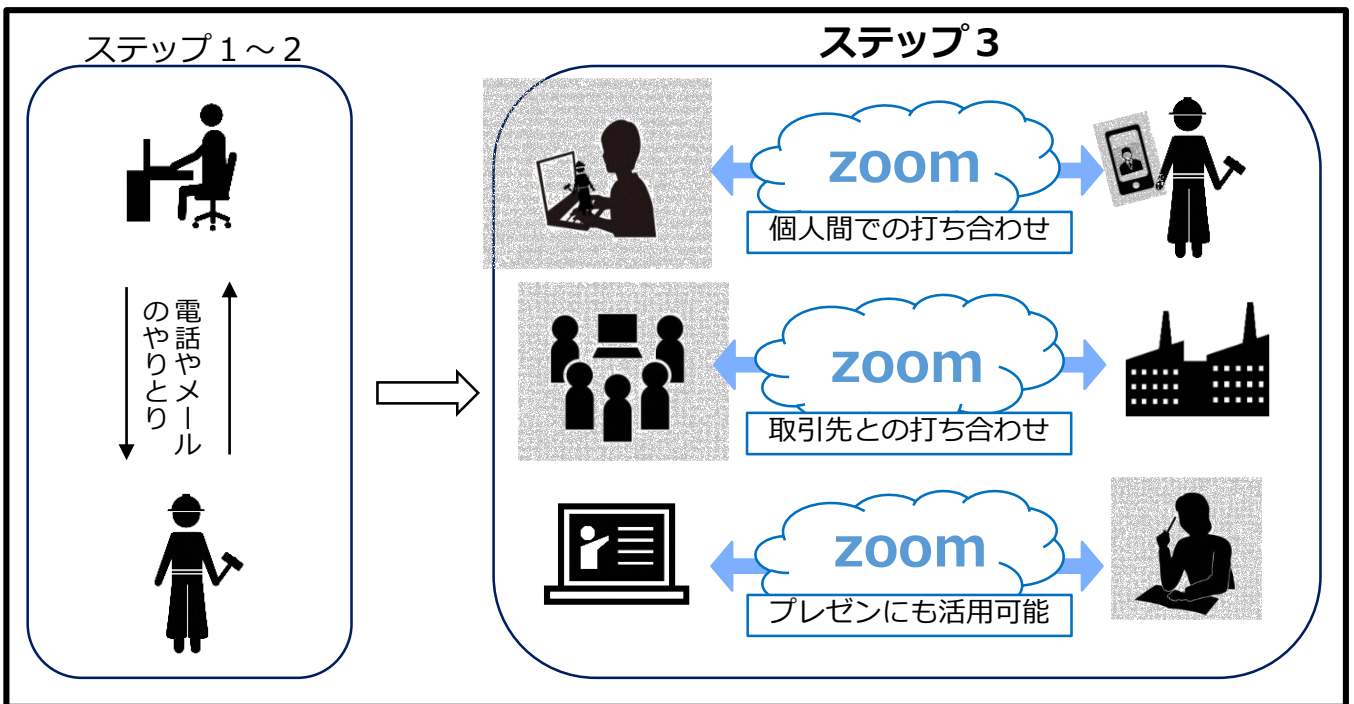 ステップ１～２
電話やメール
のやりとり
ステップ３
zoom
個人間での打ち合わせ
zoom
取引先との打ち合わせ
zoom
プレゼンにも活用可能